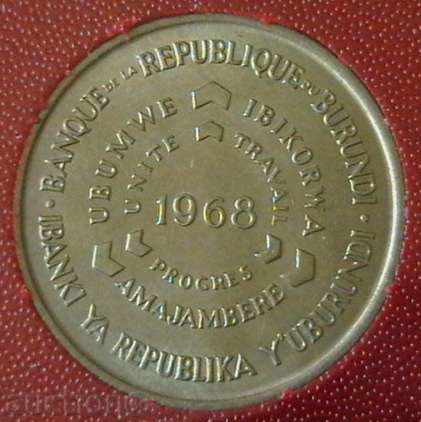 BANQUE DE LA REPUBLIQUE DU BURUNDI
IBANKI YA REPUBLIKA Y'UBURUNDI
UBUMWE IBIKORWA AMAJAMBERE
UNITE TRAVAIL PROGRES
1968